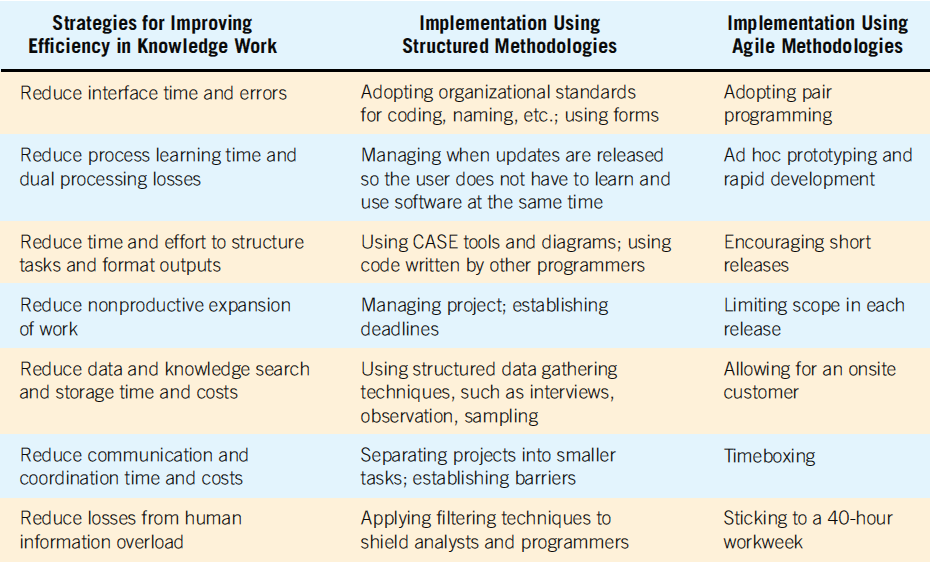 Strategies for Improving
Efficiency in Knowledge Work
Implementation Using
Structured Methodologies
Implementation Using
Agile Methodologies
Reduce interface time and errors
Adopting organizational standards
for coding, naming, etc.; using forms
Adopting pair
programming
Reduce process learning time and
dual processing losses
Managing when updates are released
so the user does not have to learn and
use software at the same time
Ad hoc prototyping and
rapid development
Reduce time and effort to structure
tasks and format outputs
Using CASE tools and diagrams; using
code written by other programmers
Encouraging short
releases
Reduce nonproductive expansion
of work
Managing project; establishing
deadlines
Limiting scope in each
release
Reduce data and knowledge search
and storage time and costs
Using structured data gathering
techniques, such as interviews,
observation, sampling
Allowing for an onsite
customer
Reduce communication and
coordination time and costs
Separating projects into smaller
tasks; establishing barriers
Timeboxing
Reduce losses from human
information overload
Applying filtering techniques to
shield analysts and programmers
Sticking to a 40-hour
workweek